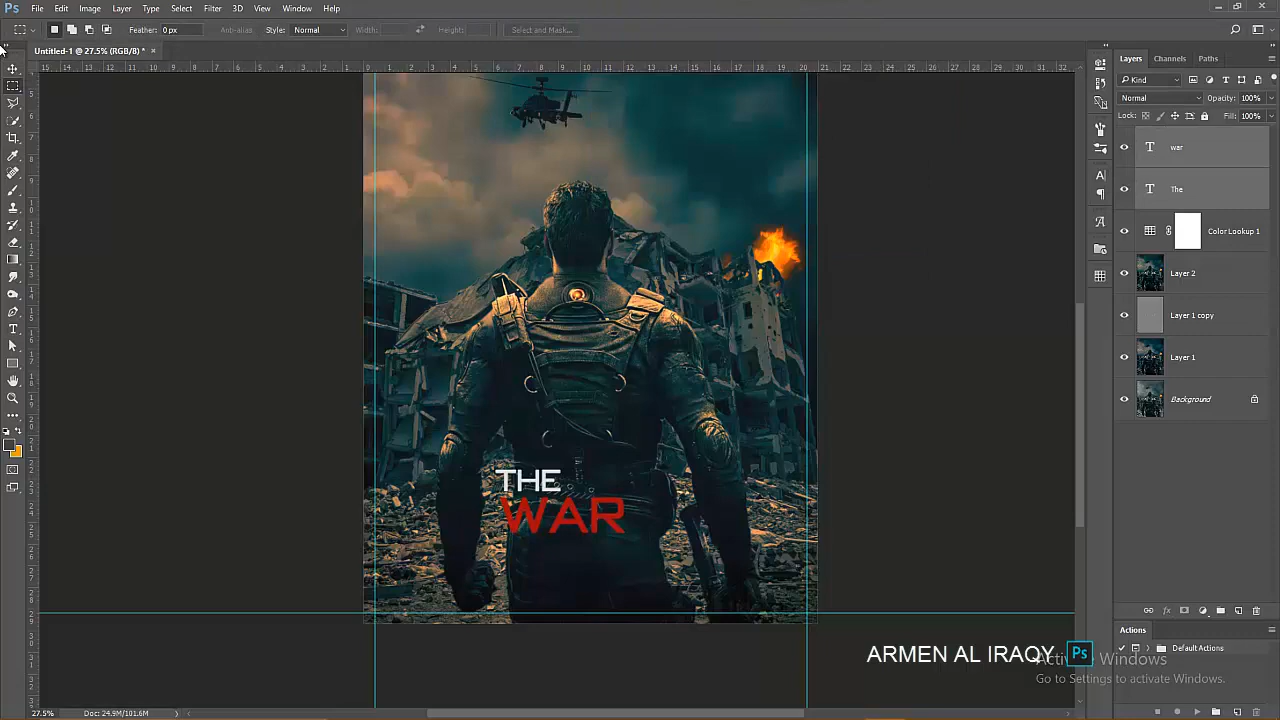 Ps File Edit Image Layer Type Select Filter 3D View Window Help
Feather: 0 px Anti-alias Style: Normal Width: Height: Select and Mask...
Untitled-1 @ 27.5% (RGB/8) * ×
Layers Channels Paths
Kind
Normal Opacity: 100%
Lock: Fill: 100%
T war
T The
Color Lookup 1
Layer 2
Layer 1 copy
Layer 1
Background
THE
WAR
Actions
Default Actions
ARMEN AL IRAQY Ps
Activate Windows
Go to Settings to activate Windows.
27.5% Doc: 24.9M/101.6M